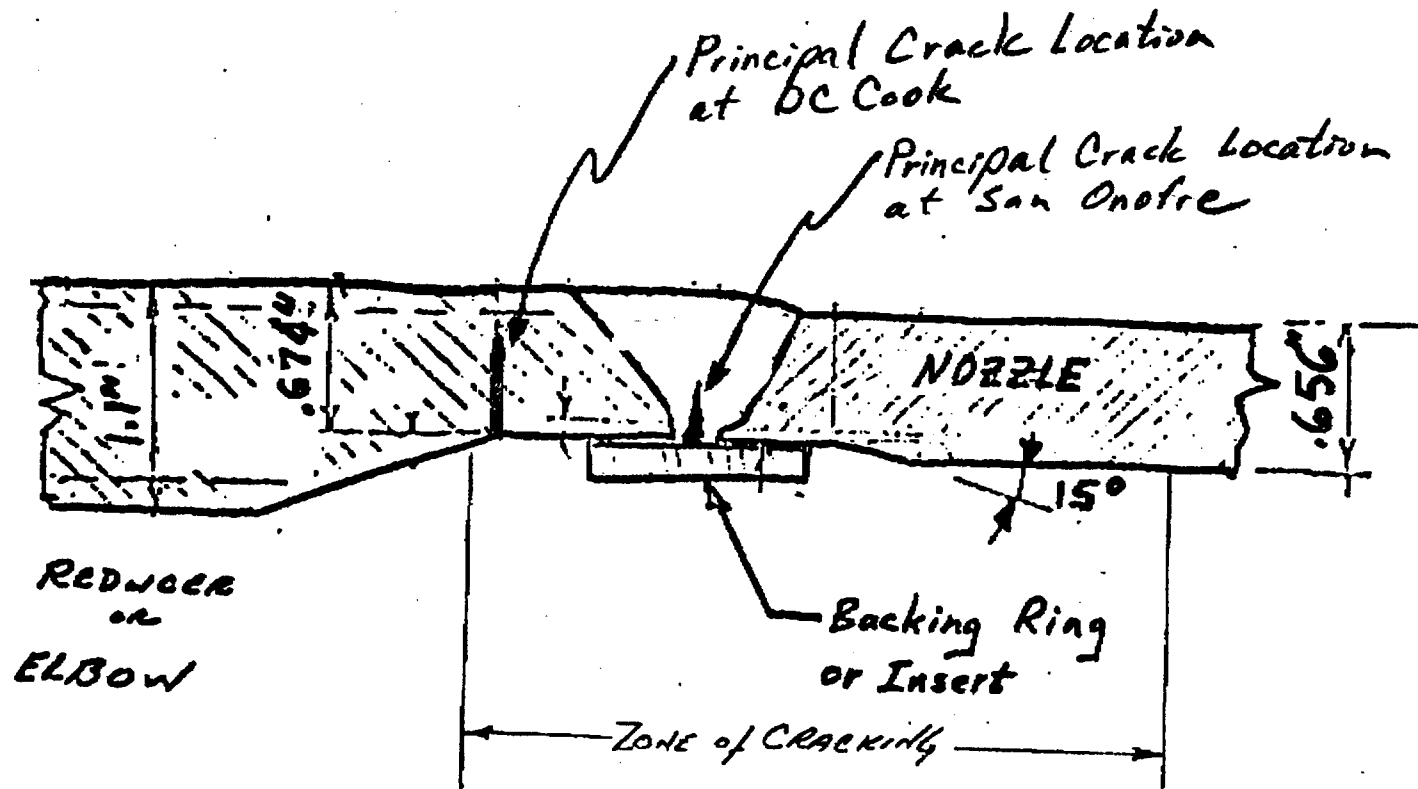 Principal Crack Location
at DC Cook
Principal Crack Location
at San Onofre
1.1"
.674"
NOZZLE
.656"
15°
REDUCER
OR
ELBOW
Backing Ring
or Insert
ZONE of CRACKING